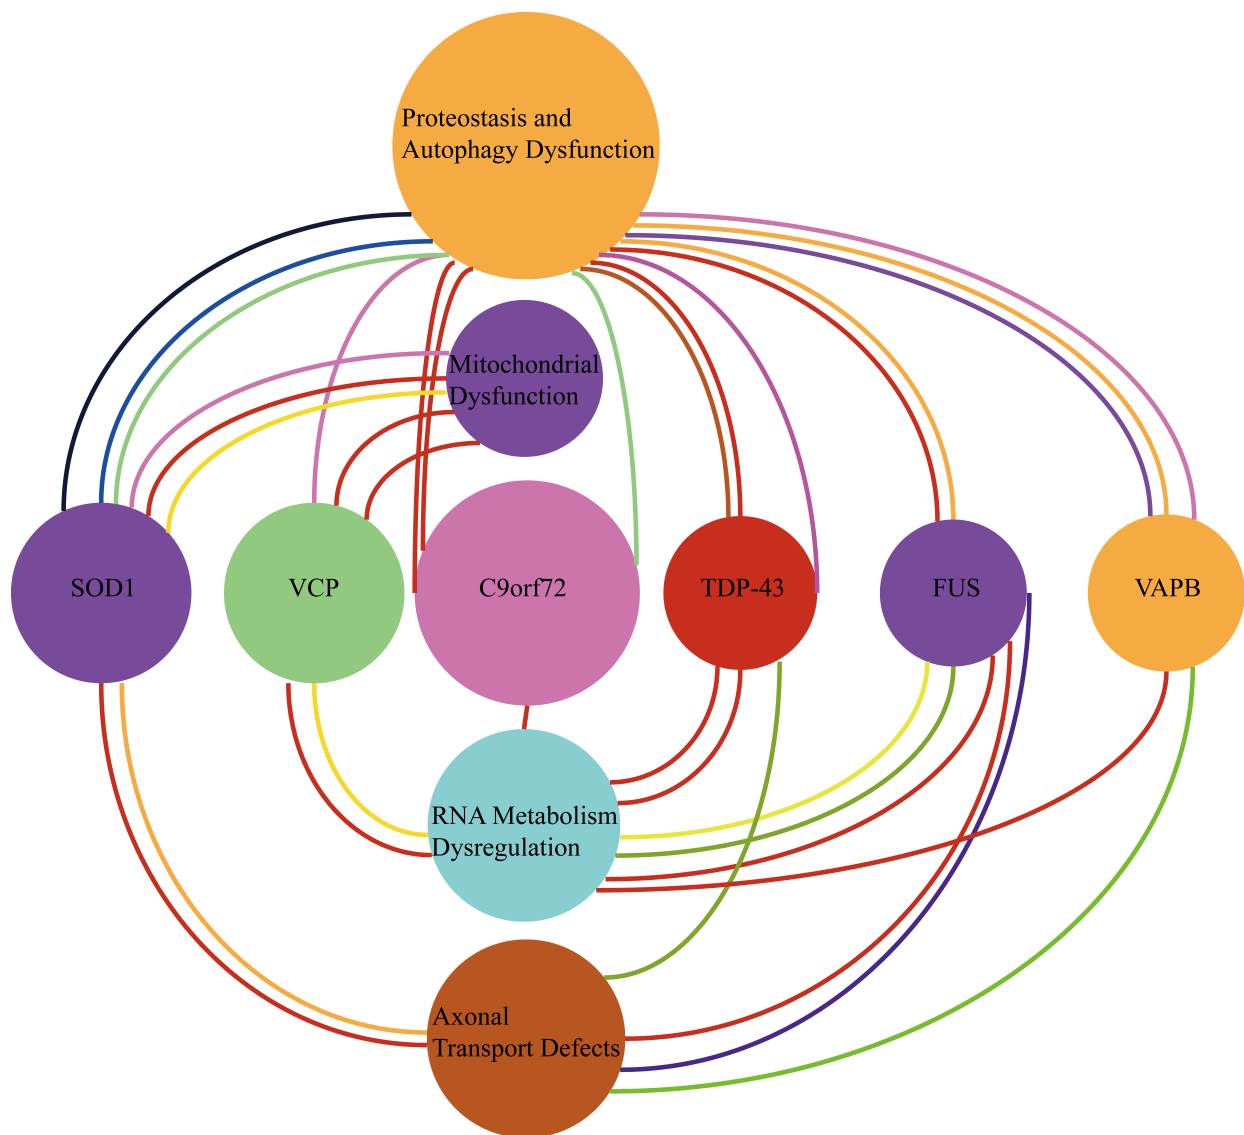 Proteostasis and
Autophagy Dysfunction
Mitochondrial
Dysfunction
SOD1
VCP
C9orf72
TDP-43
FUS
VAPB
RNA Metabolism
Dysregulation
Axonal
Transport Defects